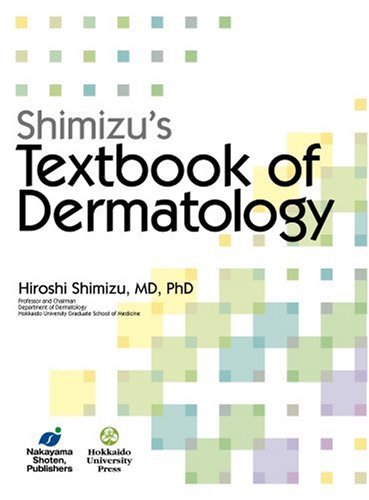 Shimizu's
Textbook of
Dermatology
Hiroshi Shimizu, MD, PhD
Professor and Chairman
Department of Dermatology
Hokkaido University Graduate School of Medicine
Nakayama
Shoten,
Publishers
Hokkaido
University
Press